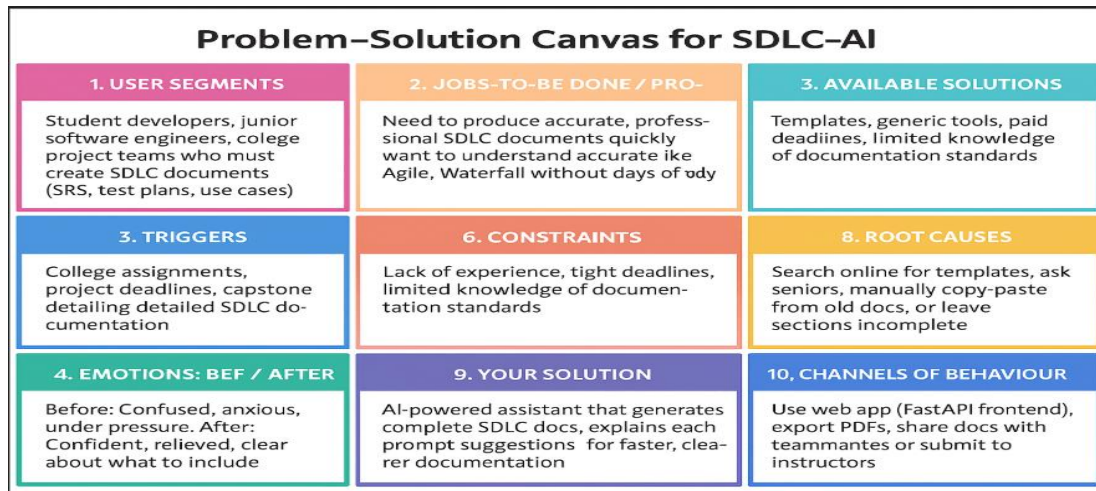 Problem–Solution Canvas for SDLC–AI
1. USER SEGMENTS
Student developers, junior
software engineers, colege
project teams who must
create SDLC documents
(SRS, test plans, use cases)
2. JOBS-TO-BE DONE / PRO-
Need to produce accurate, profes-
sional SDLC documents quickly
want to understand accurate ike
Agile, Waterfall without days of
3. AVAILABLE SOLUTIONS
Templates, generic tools, paid
deadiines, limited knowledge
of documentation standards
3. TRIGGERS
College assignments,
project deadlines, capstone
detailing detailed SDLC do-
cumentation
6. CONSTRAINTS
Lack of experience, tight deadlines,
limited knowledge of documen-
tation standards
8. ROOT CAUSES
Search online for templates, ask
seniors, manually copy-paste
from old docs, or leave
sections incomplete
4. EMOTIONS: BEF / AFTER
Before: Confused, anxious,
under pressure. After:
Confident, relieved, clear
about what to include
9. YOUR SOLUTION
AI-powered assistant that generates
complete SDLC docs, explains each
prompt suggestions for faster, clea-
rer documentation
10, CHANNELS OF BEHAVIOUR
Use web app (FastAPI frontend),
export PDFs, share docs with
teammantes or submit to
instructors